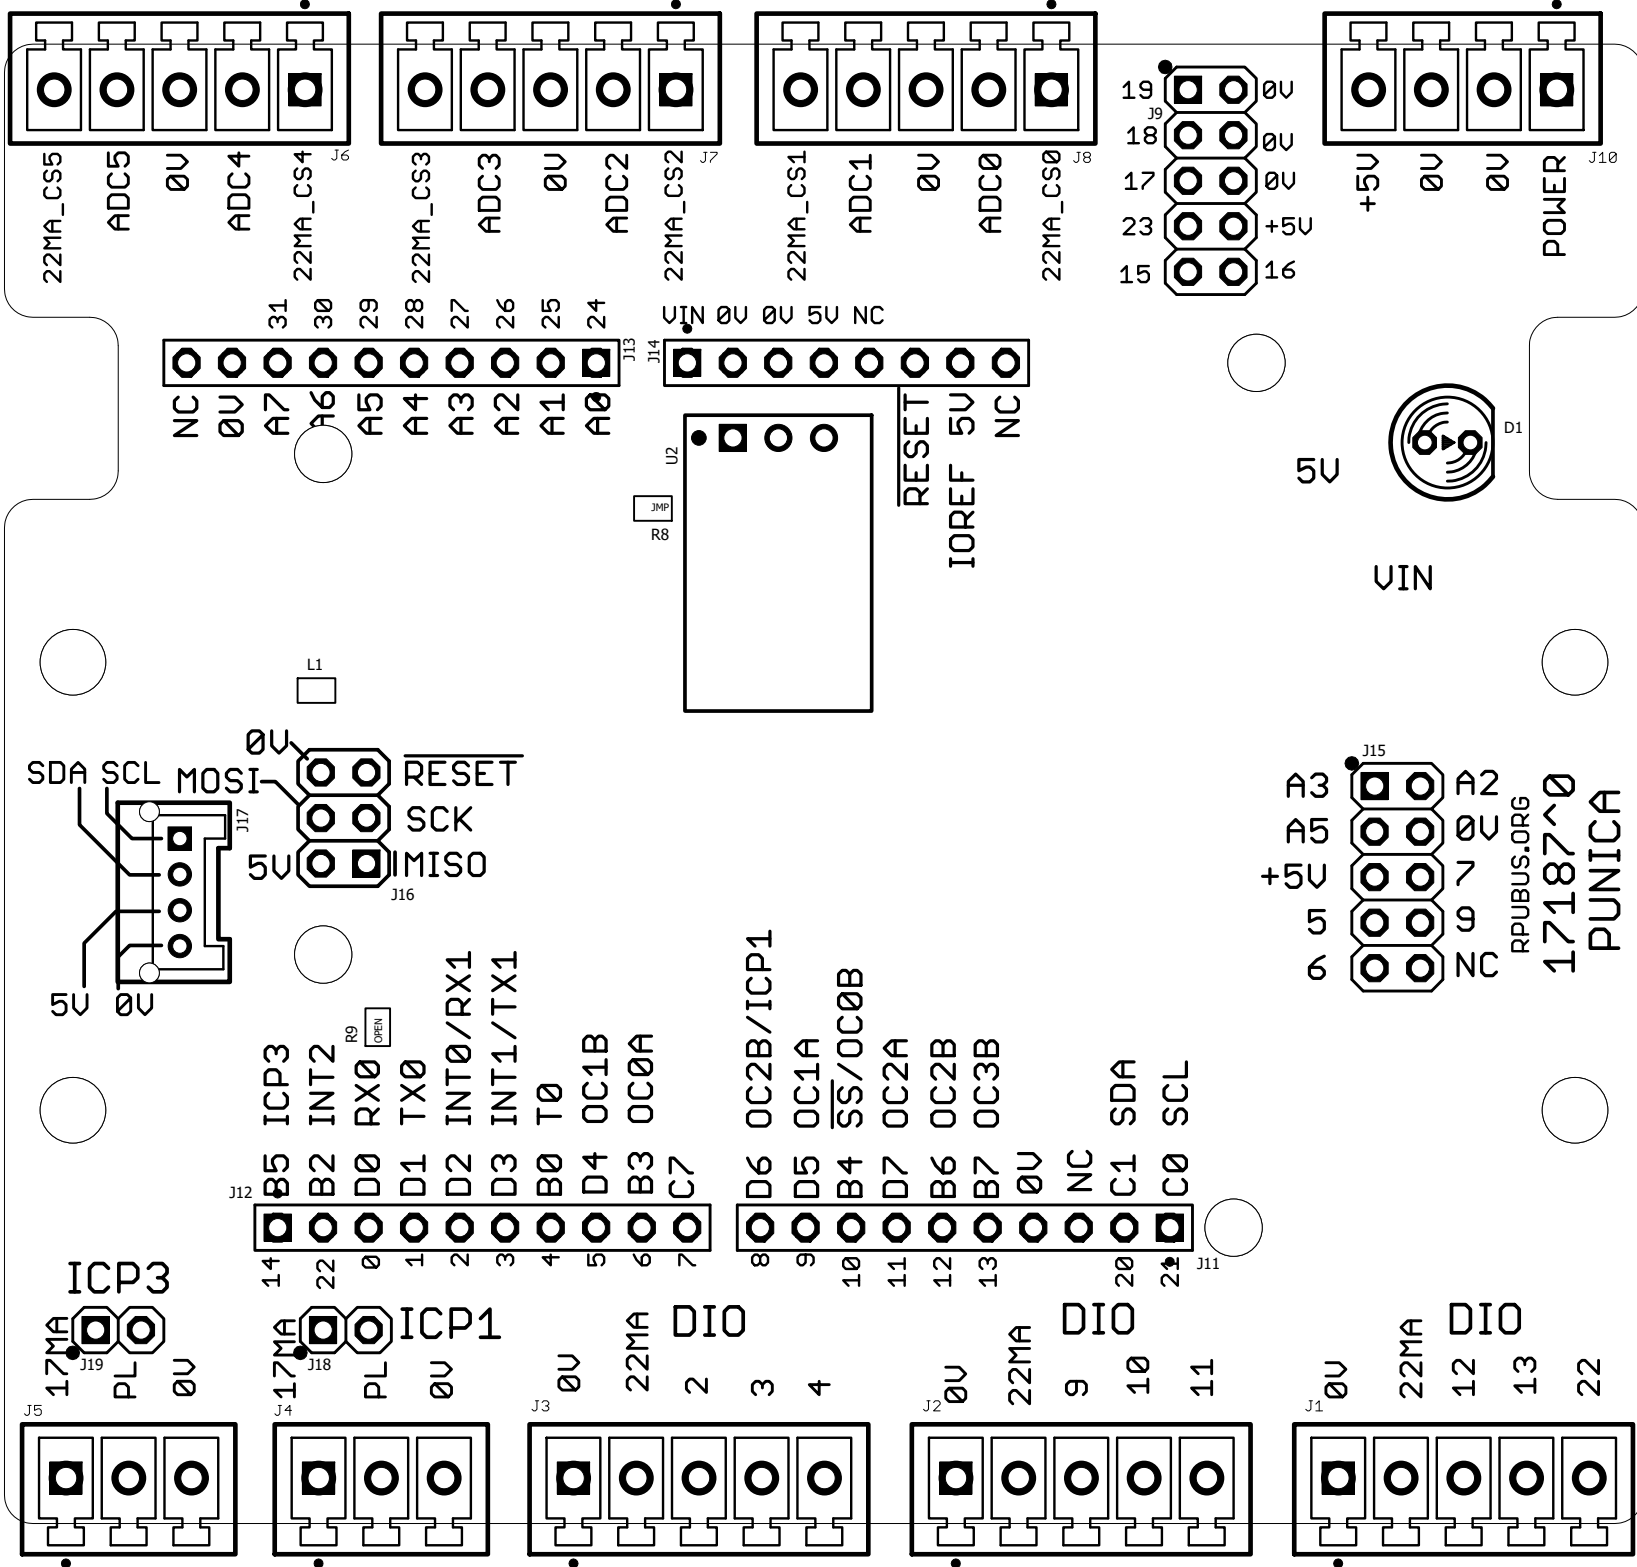 22MA_CS5 ADC5 0V ADC4 22MA_CS4 J6
22MA_CS3 ADC3 0V ADC2 22MA_CS2 J7
22MA_CS1 ADC1 0V ADC0 22MA_CS0 J8
19 0V
J9
18 0V
17 0V
23 +5V
15 16
+5V 0V 0V POWER J10
31 30 29 28 27 26 25 24 J13
NC 0V A7 A6 A5 A4 A3 A2 A1 A0
J14 VIN 0V 0V 5V NC
RESET IOREF 5V NC
U2
JMP
R8
D1
5V
VIN
L1
0V RESET
SDA SCL MOSI SCK
J17
5V MISO
J16
5V 0V
J15
A3 A2
A5 0V
+5V 7
5 9
6 NC
RPUBUS.ORG
17187^0
PUNICA
R9 OPEN
ICP3 INT2 RX0 TX0 INT0/RX1 INT1/TX1 T0 OC1B OC0A
B5 B2 D0 D1 D2 D3 B0 D4 B3 C7
J12
14 22 0 1 2 3 4 5 6 7
OC2B/ICP1 OC1A SS/OC0B OC2A OC2B OC3B SDA SCL
D6 D5 B4 D7 B6 B7 0V NC C1 C0
8 9 10 11 12 13 20 21 J11
ICP3
17MA J19 PL 0V
J5
ICP1
17MA J18 PL 0V
J4
DIO
0V 22MA 2 3 4
J3
DIO
0V 22MA 9 10 11
J2
DIO
0V 22MA 12 13 22
J1